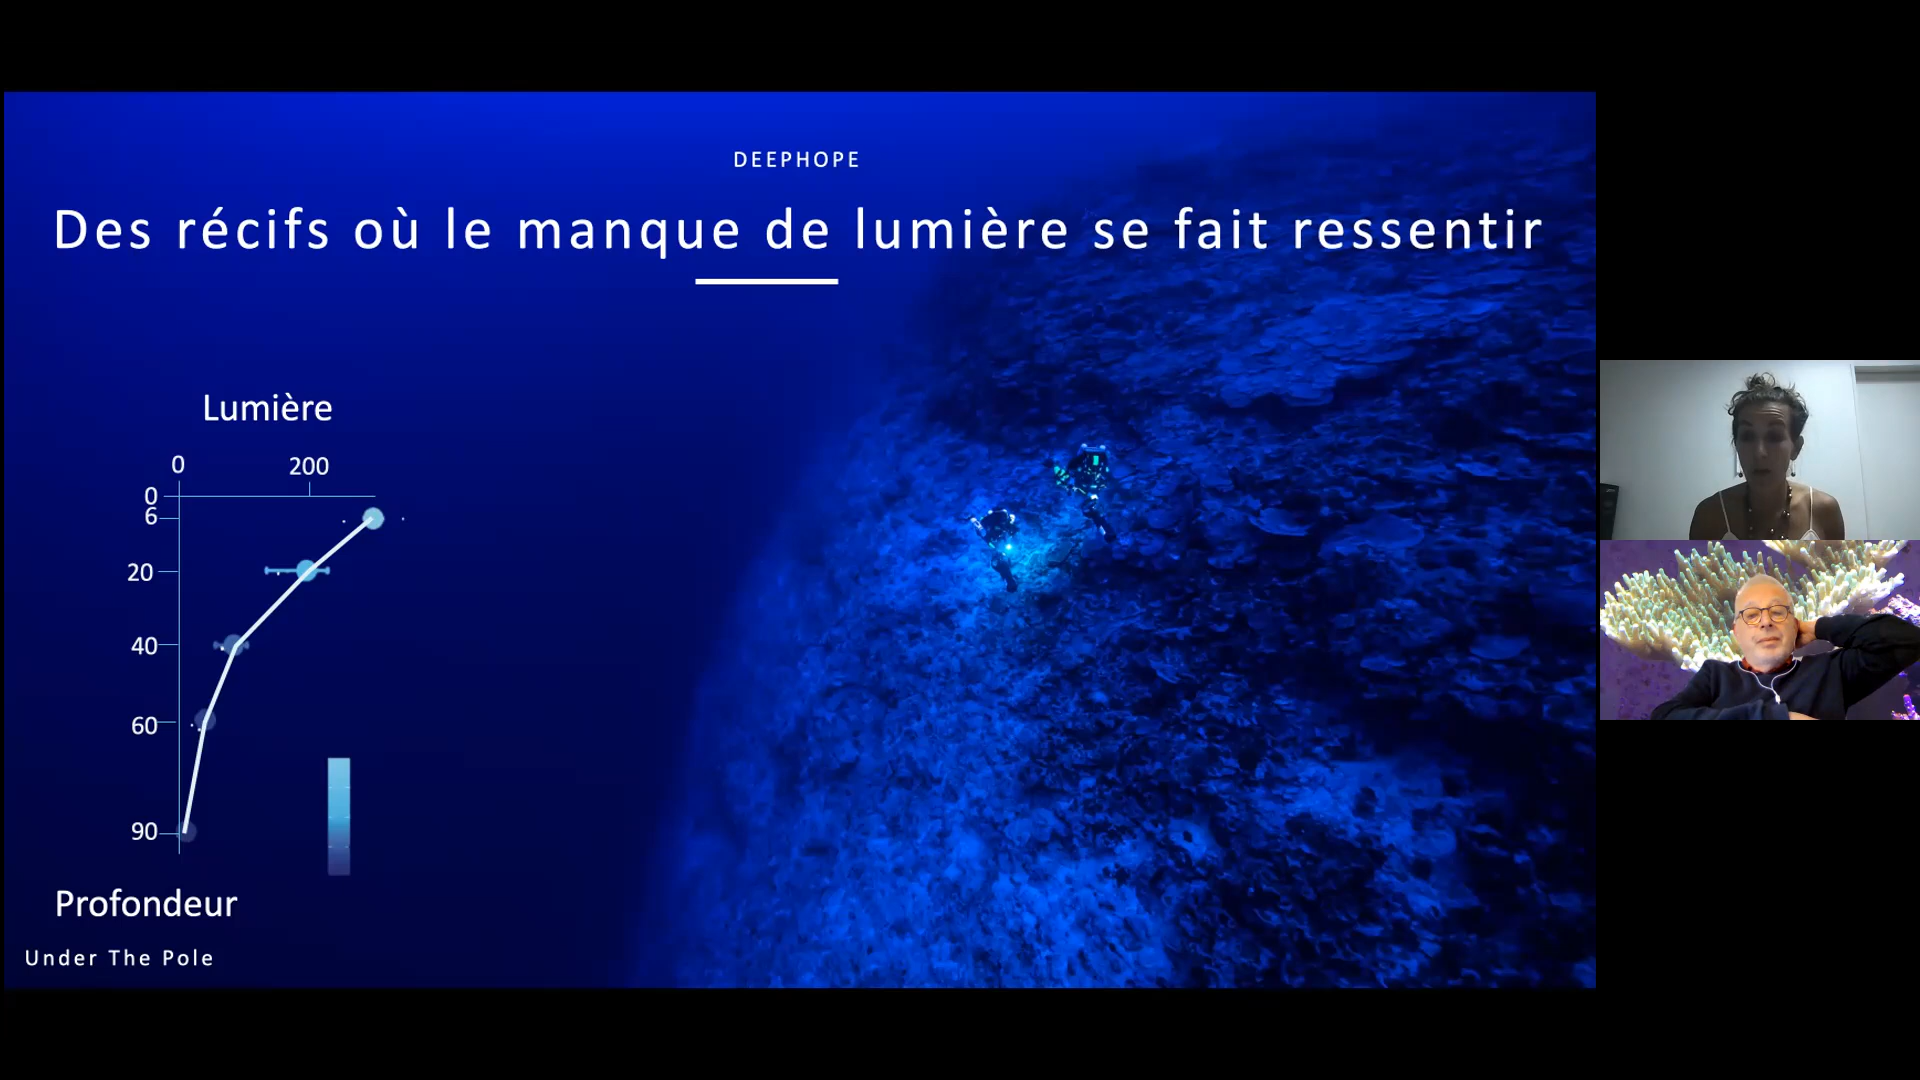 DEEPHOPE
Des récifs où le manque de lumière se fait ressentir
Lumière
0 200
0
6
20
40
60
90
Profondeur
Under The Pole